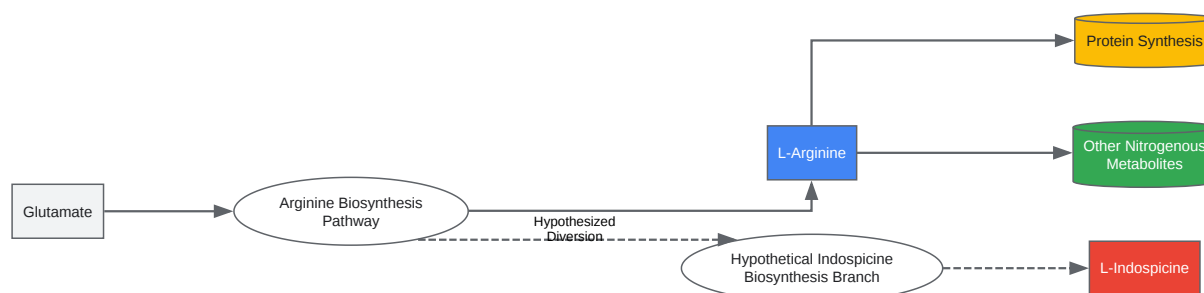 Protein Synthesis
L-Arginine
Other Nitrogenous
Metabolites
Glutamate
Arginine Biosynthesis
Pathway
Hypothesized
Diversion
Hypothetical Indospicine
Biosynthesis Branch
L-Indospicine